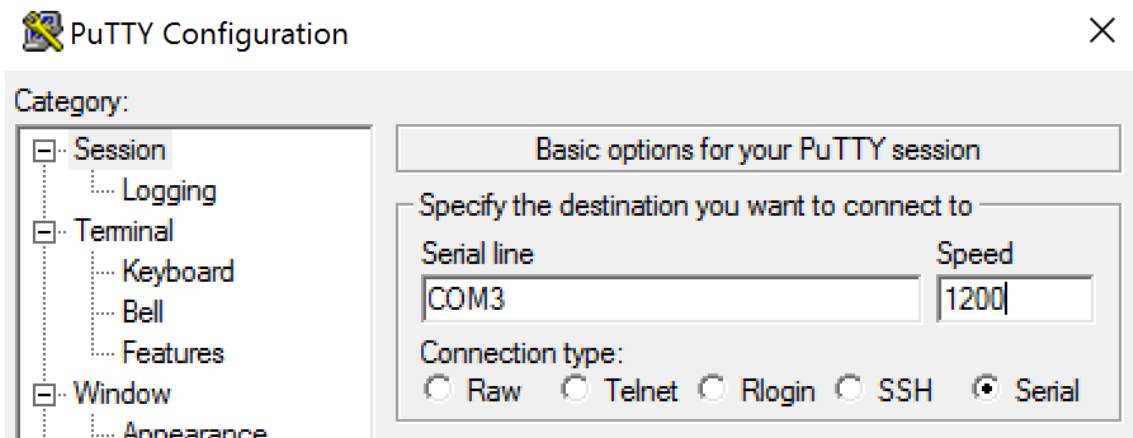 PuTTY Configuration
Category:
Session
Logging
Terminal
Keyboard
Bell
Features
Window
Appearance
Basic options for your PuTTY session
Specify the destination you want to connect to
Serial line Speed
COM3 1200
Connection type:
Raw Telnet Rlogin SSH Serial